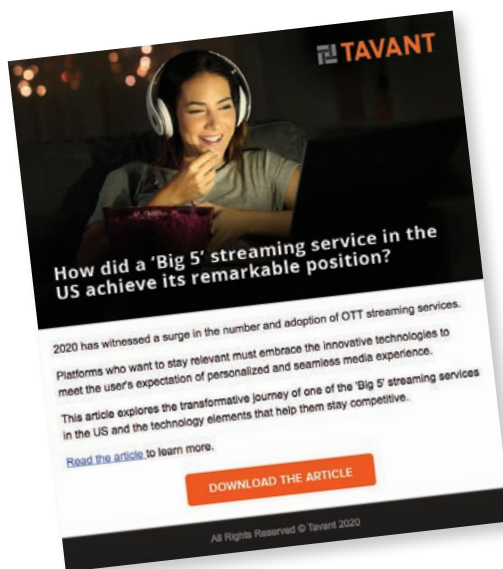 TAVANT
How did a ‘Big 5’ streaming service in the
US achieve its remarkable position?
2020 has witnessed a surge in the number and adoption of OTT streaming services.
Platforms who want to stay relevant must embrace the innovative technologies to
meet the user's expectation of personalized and seamless media experience.
This article explores the transformative journey of one of the 'Big 5' streaming services
in the US and the technology elements that help them stay competitive.
Read the article to learn more.
DOWNLOAD THE ARTICLE
All Rights Reserved © Tavant 2020